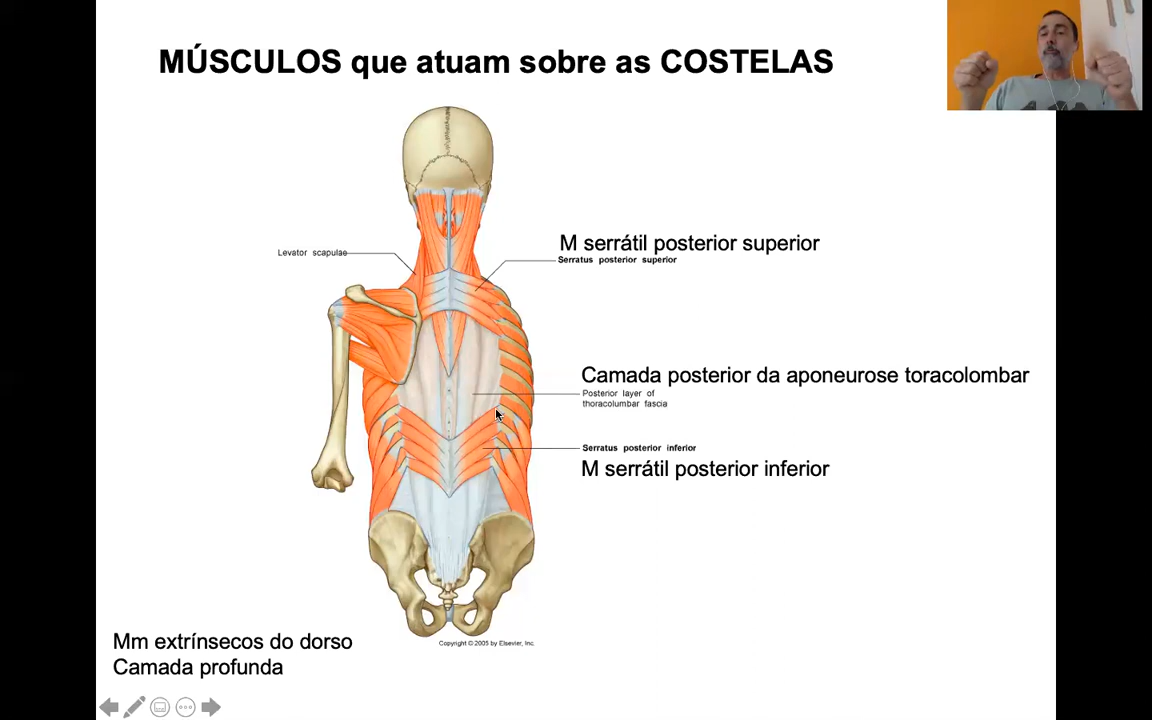 MÚSCULOS que atuam sobre as COSTELAS
M serrátil posterior superior
Levator scapulae
Serratus posterior superior
Camada posterior da aponeurose toracolombar
Posterior layer of
thoracolumbar fascia
Serratus posterior inferior
M serrátil posterior inferior
Mm extrínsecos do dorso
Camada profunda
Copyright © 2005 by Elsevier, Inc.